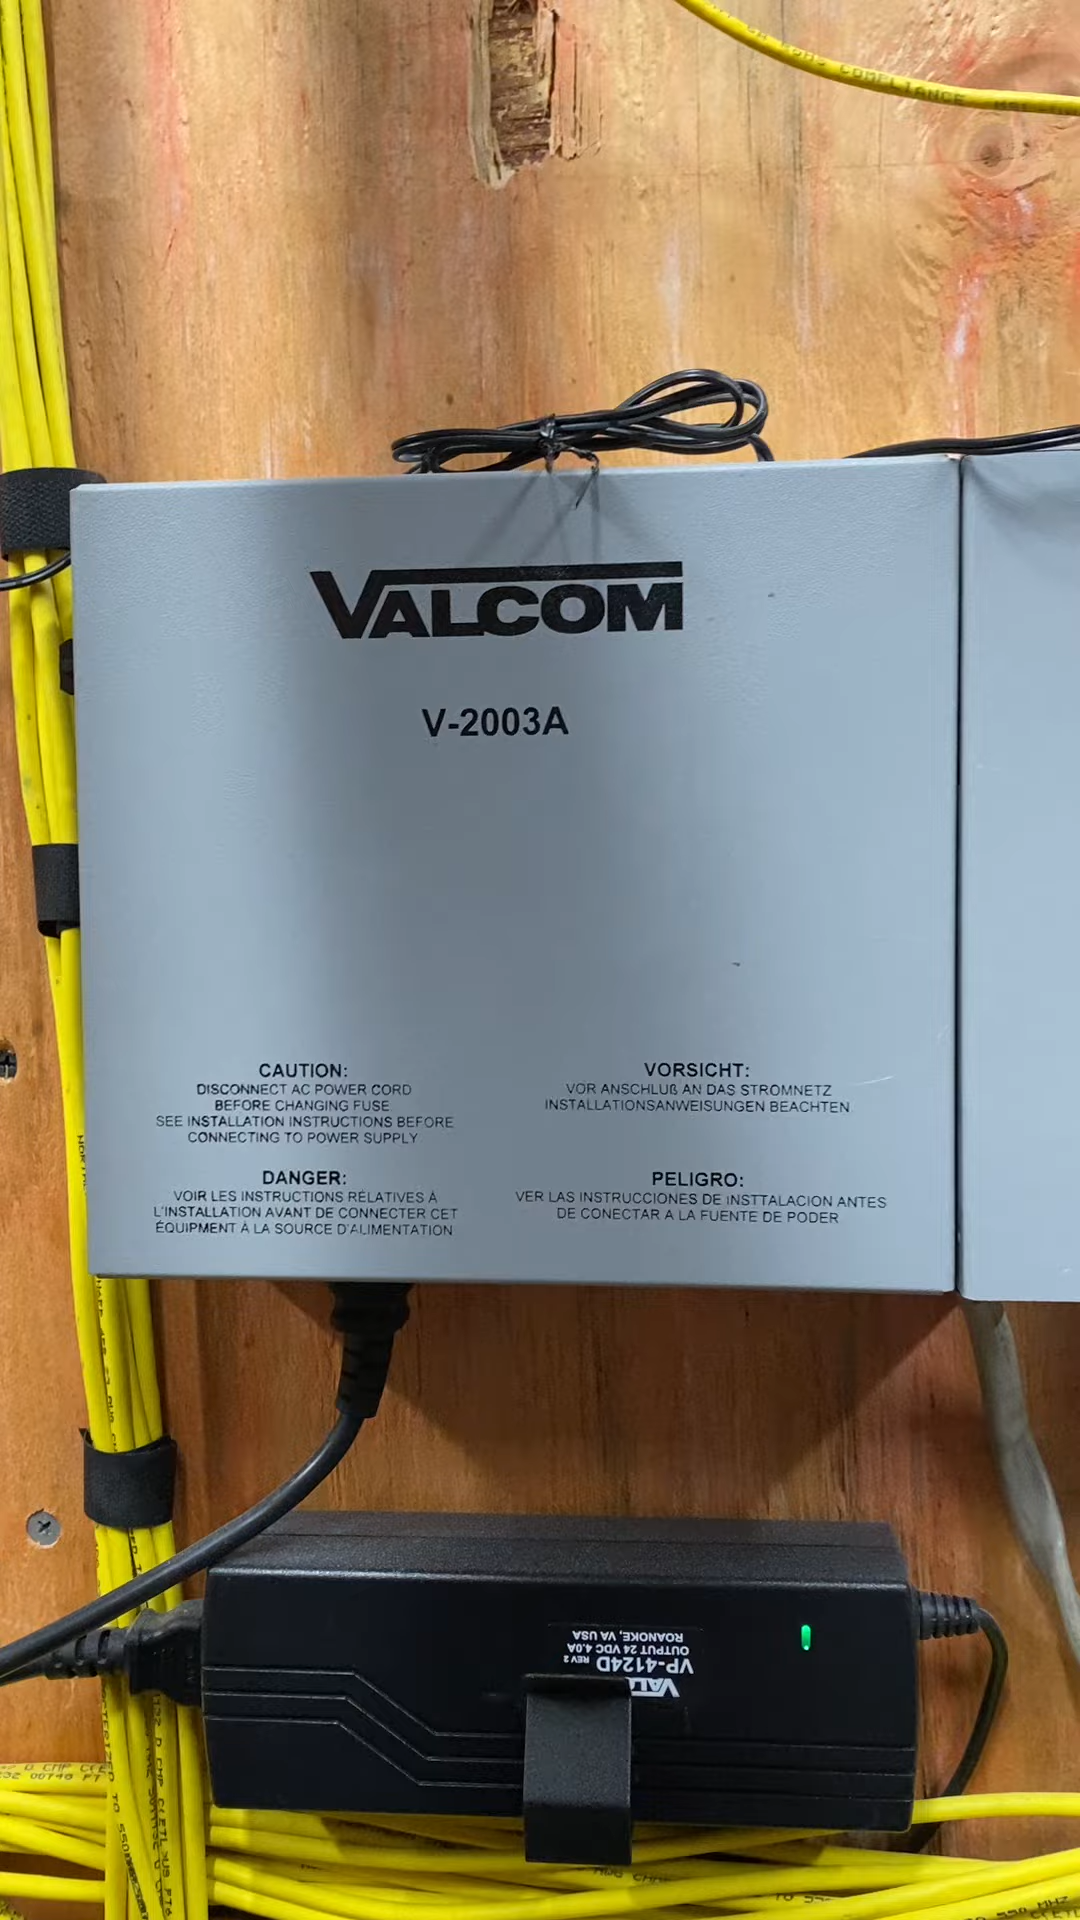 COMPLIANCE
VALCOM
V-2003A
CAUTION:
DISCONNECT AC POWER CORD
BEFORE CHANGING FUSE
SEE INSTALLATION INSTRUCTIONS BEFORE
CONNECTING TO POWER SUPPLY
VORSICHT:
VOR ANSCHLUß AN DAS STROMNETZ
INSTALLATIONSANWEISUNGEN BEACHTEN
DANGER:
VOIR LES INSTRUCTIONS RÉLATIVES À
L'INSTALLATION AVANT DE CONNECTER CET
ÉQUIPMENT À LA SOURCE D'ALIMENTATION
PELIGRO:
VER LAS INSTRUCCIONES DE INSTTALACION ANTES
DE CONECTAR A LA FUENTE DE PODER
VP-4124D REV 2
OUTPUT 24 VDC 4.0A
ROANOKE, VA USA